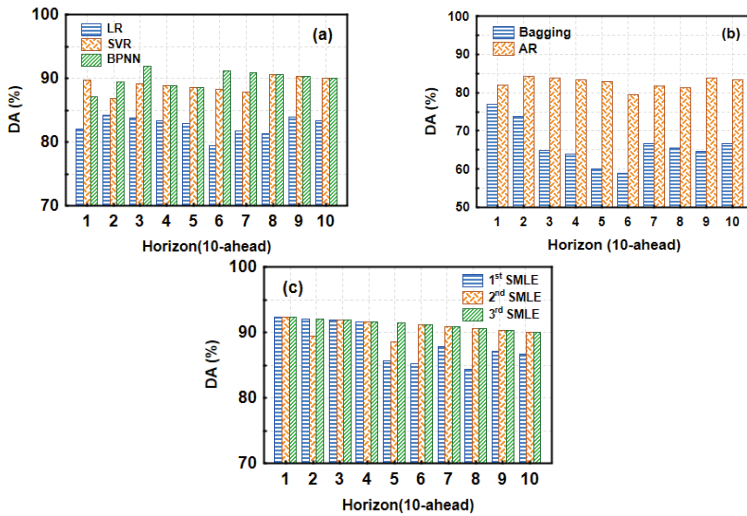 (a)
LR
SVR
BPNN
DA (%)
100
90
80
70
1 2 3 4 5 6 7 8 9 10
Horizon(10-ahead)
(b)
Bagging
AR
DA (%)
100
90
80
70
60
50
1 2 3 4 5 6 7 8 9 10
Horizon (10-ahead)
(c)
1st SMLE
2nd SMLE
3rd SMLE
DA (%)
100
90
80
70
1 2 3 4 5 6 7 8 9 10
Horizon(10-ahead)